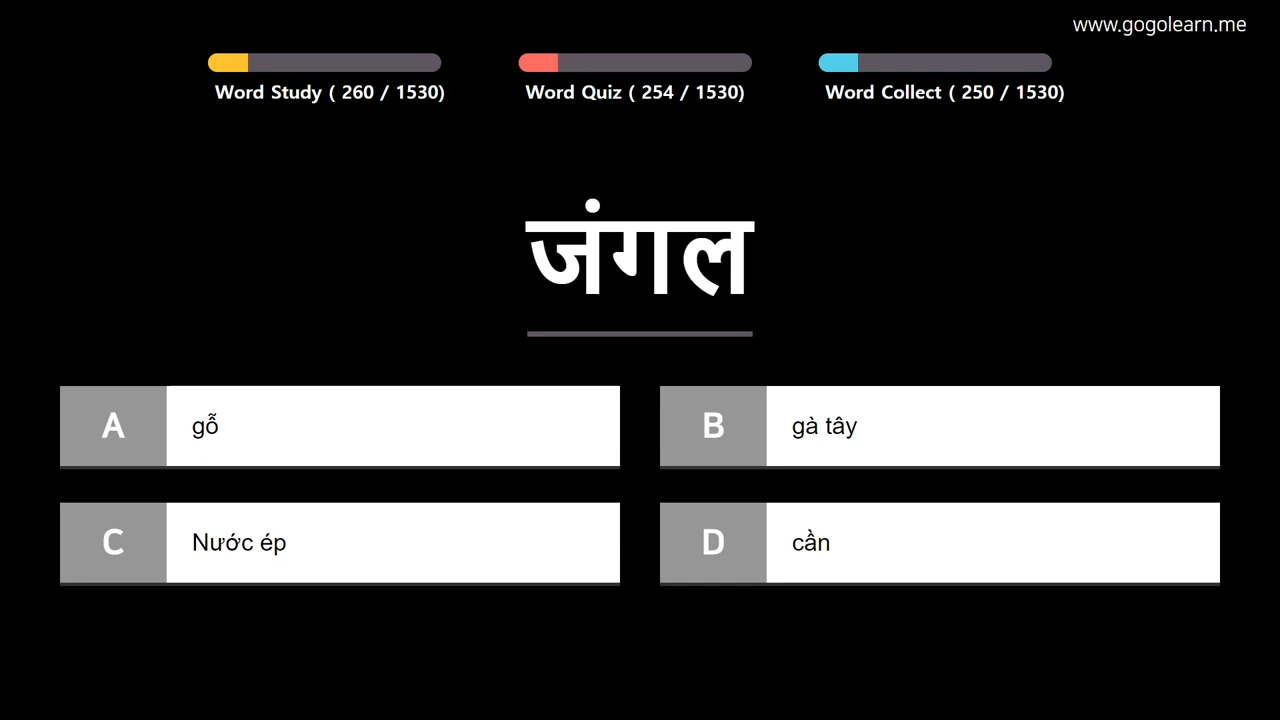 www.gogolearn.me
Word Study ( 260 / 1530)
Word Quiz ( 254 / 1530)
Word Collect ( 250 / 1530)
जंगल
A
gỗ
B
gà tây
C
Nước ép
D
cần